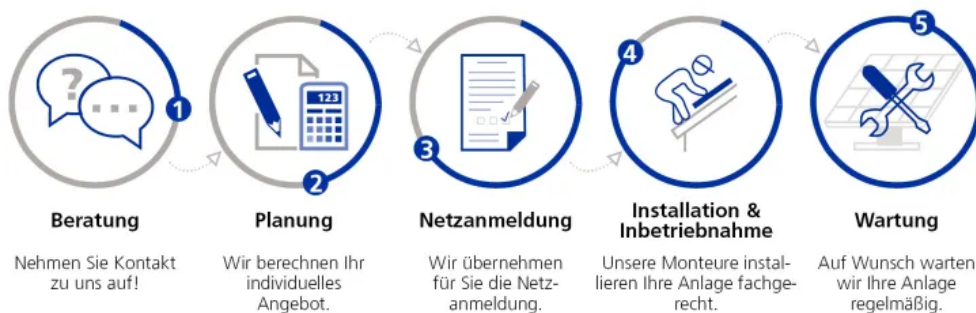 ?
...
1
Beratung
Nehmen Sie Kontakt
zu uns auf!
123
2
Planung
Wir berechnen Ihr
individuelles
Angebot.
3
Netzanmeldung
Wir übernehmen
für Sie die Netz-
anmeldung.
4
Installation &
Inbetriebnahme
Unsere Monteure instal-
lieren Ihre Anlage fachge-
recht.
5
Wartung
Auf Wunsch warten
wir Ihre Anlage
regelmäßig.